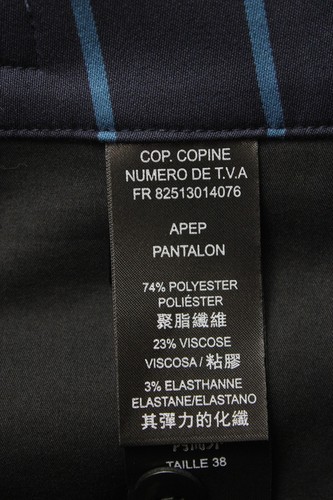 COP. COPINE
NUMERO DE T.V.A
FR 82513014076
APEP
PANTALON
74% POLYESTER
POLIÉSTER
聚脂纖維
23% VISCOSE
VISCOSA/粘膠
3% ELASTHANNE
ELASTANE/ELASTANO
其彈力的化纖
TAILLE 38